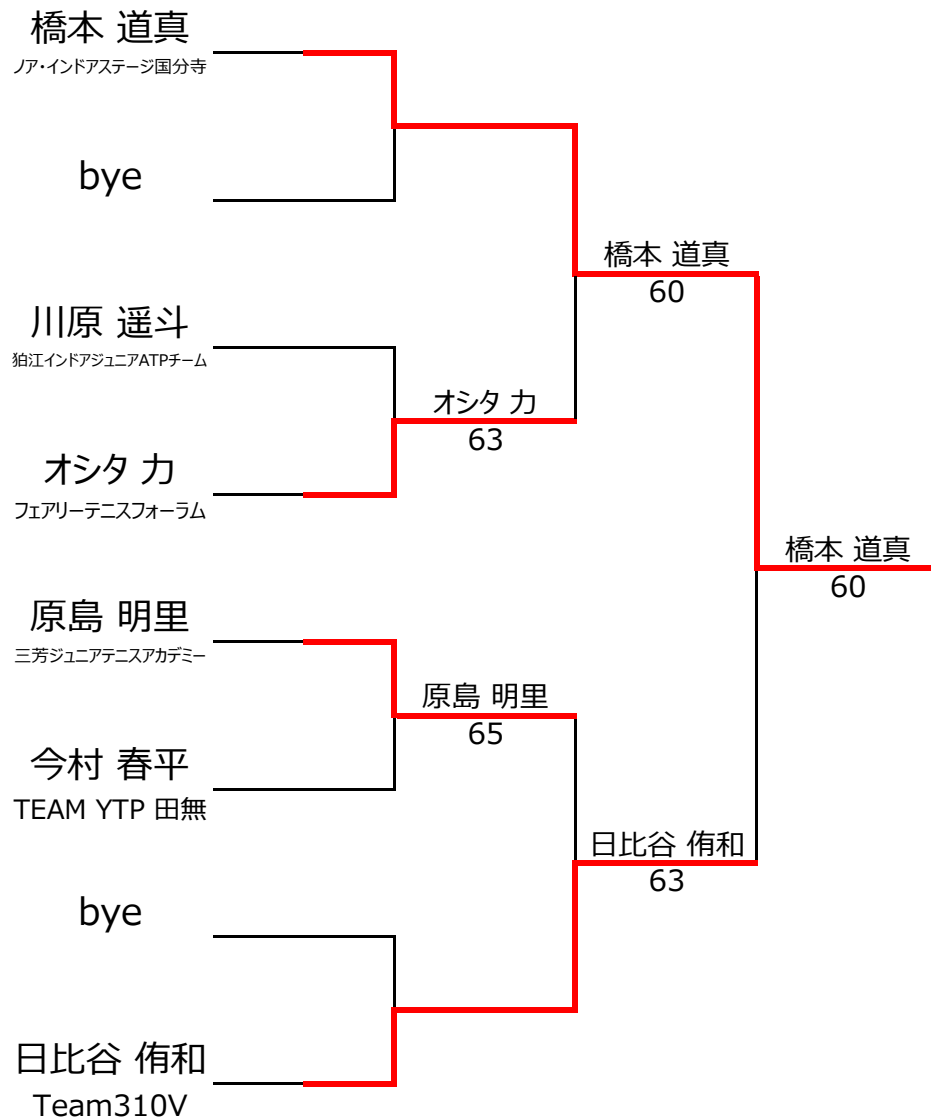 橋本 道真
ノア・インドアステージ国分寺
bye
川原 遥斗
狛江インドアジュニアATPチーム
オシタ 力
フェアリーテニスフォーラム
原島 明里
三芳ジュニアテニスアカデミー
今村 春平
TEAM YTP 田無
bye
日比谷 侑和
Team310V
オシタ 力
63
原島 明里
65
橋本 道真
60
日比谷 侑和
63
橋本 道真
60